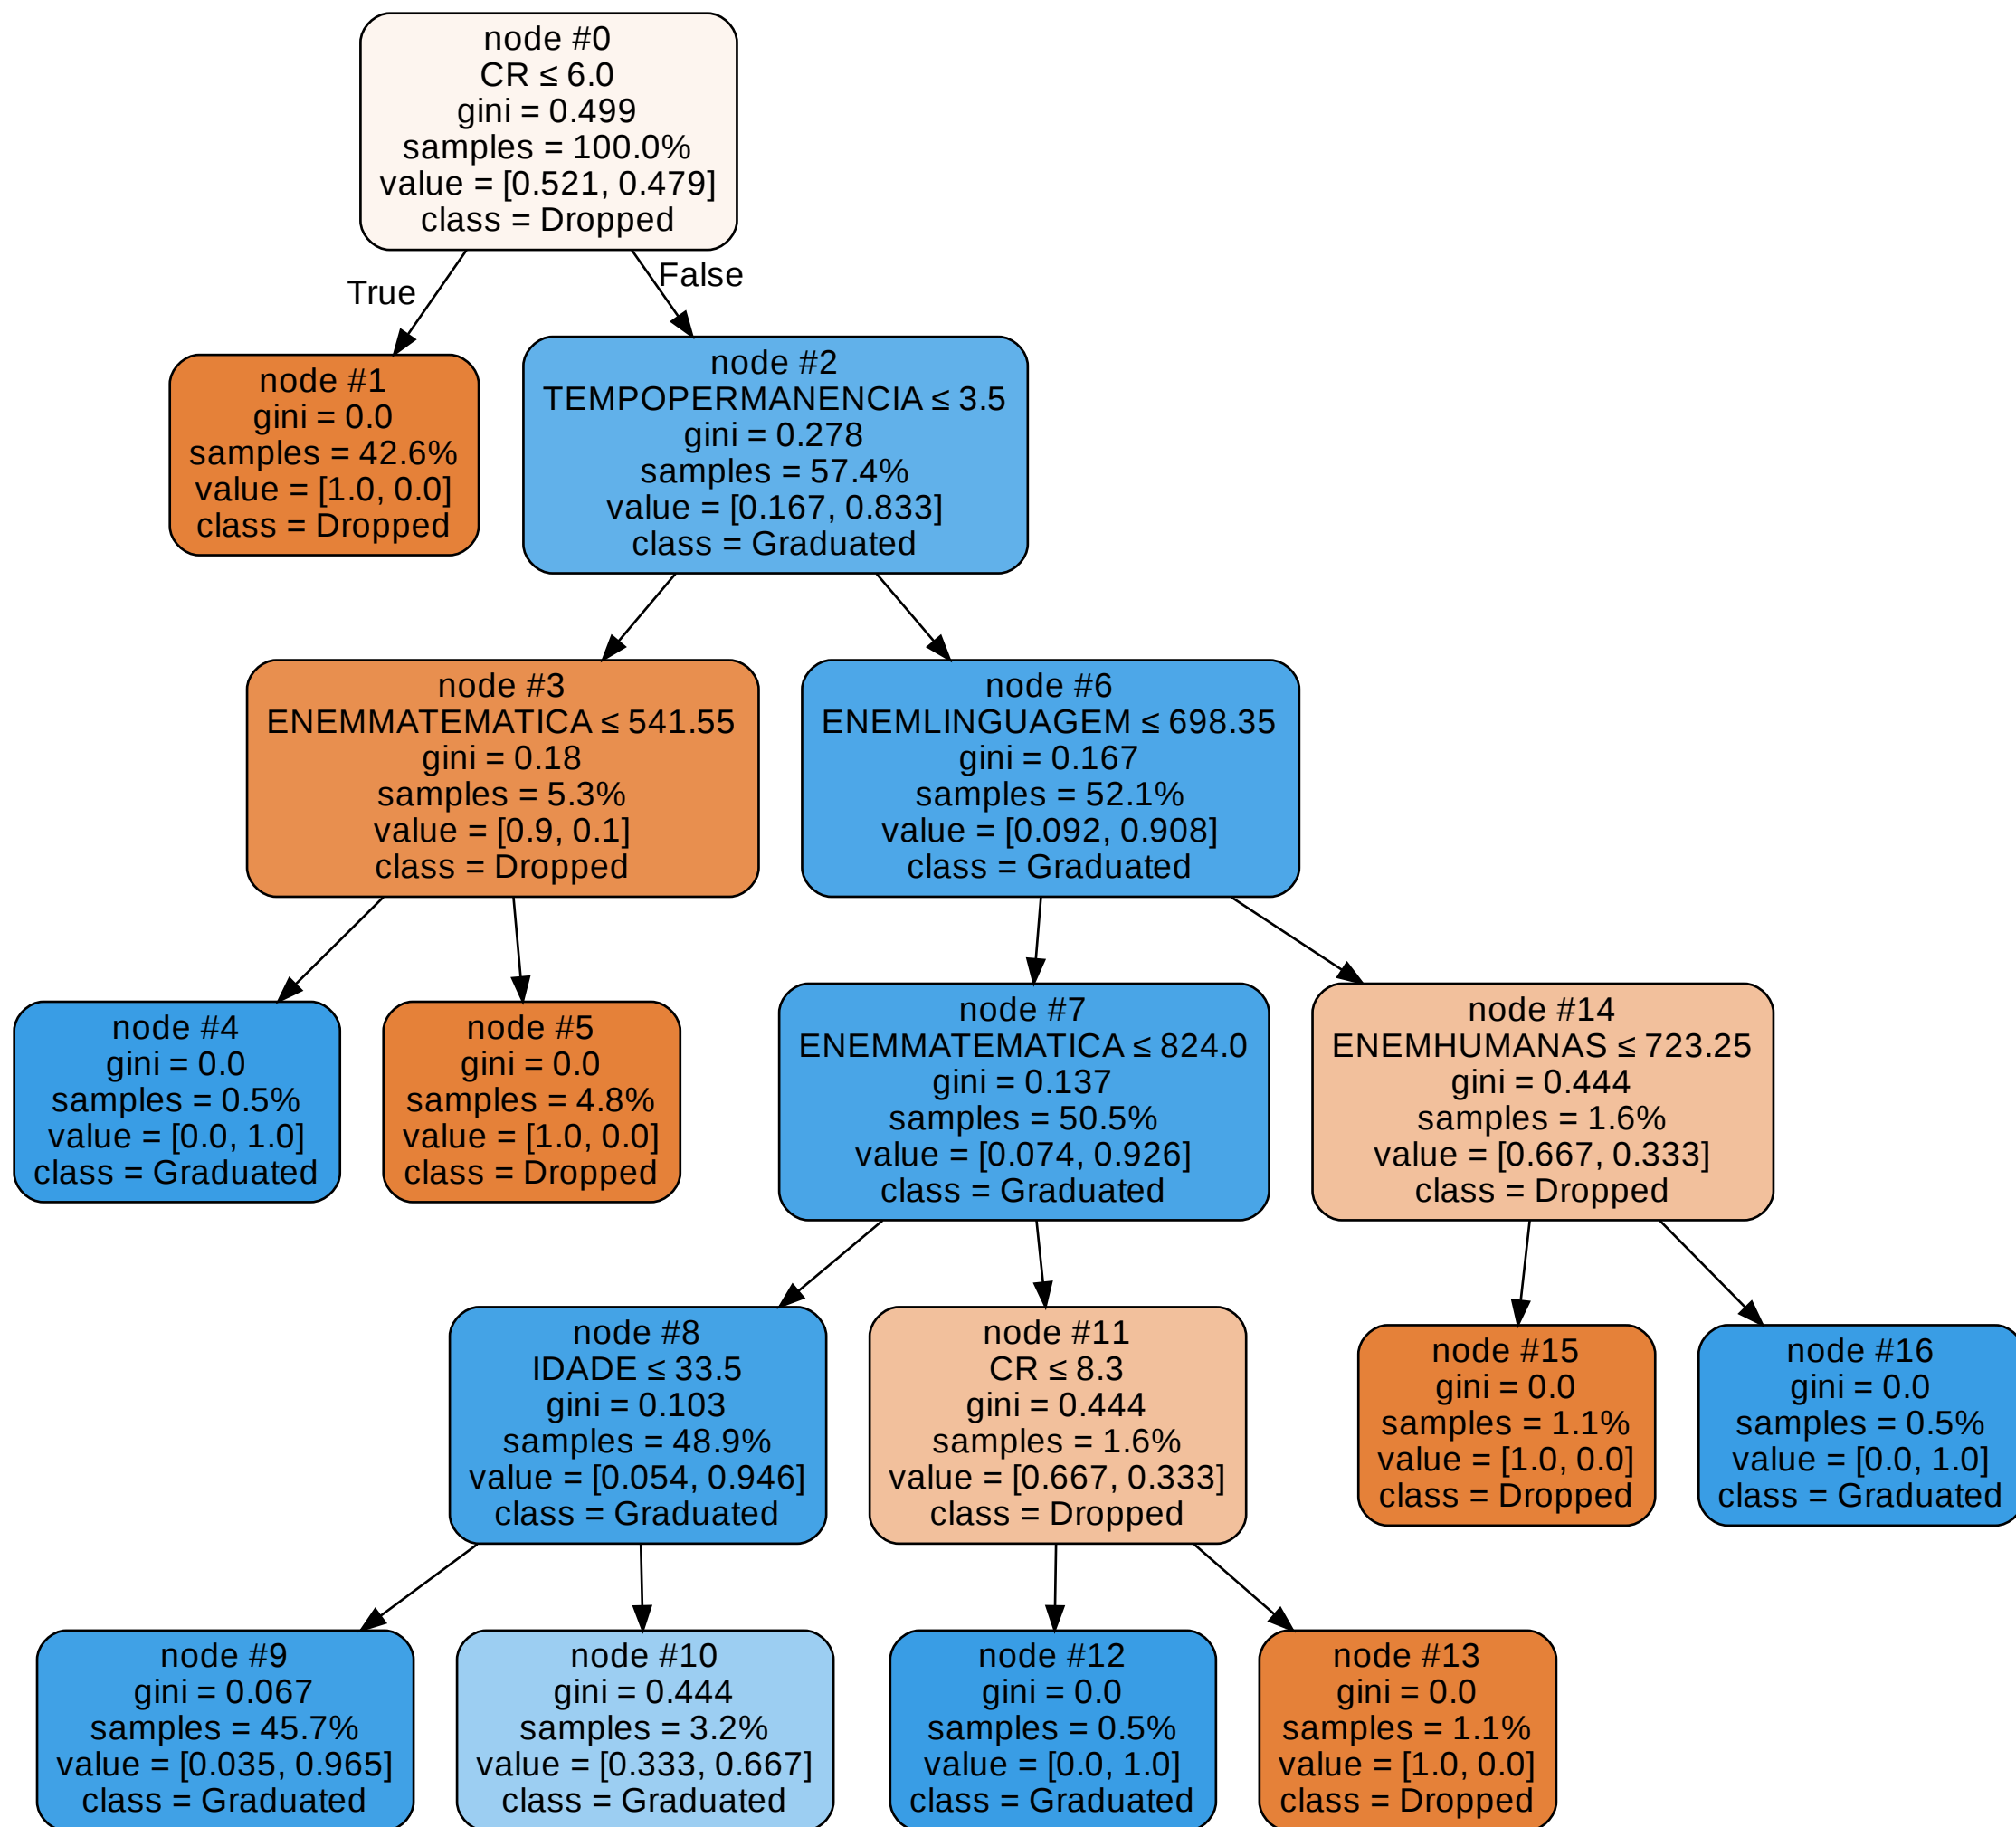 node #0
CR ≤ 6.0
gini = 0.499
samples = 100.0%
value = [0.521, 0.479]
class = Dropped
True
False
node #1
gini = 0.0
samples = 42.6%
value = [1.0, 0.0]
class = Dropped
node #2
TEMPOPERMANENCIA ≤ 3.5
gini = 0.278
samples = 57.4%
value = [0.167, 0.833]
class = Graduated
node #3
ENEMMATEMATICA ≤ 541.55
gini = 0.18
samples = 5.3%
value = [0.9, 0.1]
class = Dropped
node #6
ENEMLINGUAGEM ≤ 698.35
gini = 0.167
samples = 52.1%
value = [0.092, 0.908]
class = Graduated
node #4
gini = 0.0
samples = 0.5%
value = [0.0, 1.0]
class = Graduated
node #5
gini = 0.0
samples = 4.8%
value = [1.0, 0.0]
class = Dropped
node #7
ENEMMATEMATICA ≤ 824.0
gini = 0.137
samples = 50.5%
value = [0.074, 0.926]
class = Graduated
node #14
ENEMHUMANAS ≤ 723.25
gini = 0.444
samples = 1.6%
value = [0.667, 0.333]
class = Dropped
node #8
IDADE ≤ 33.5
gini = 0.103
samples = 48.9%
value = [0.054, 0.946]
class = Graduated
node #11
CR ≤ 8.3
gini = 0.444
samples = 1.6%
value = [0.667, 0.333]
class = Dropped
node #15
gini = 0.0
samples = 1.1%
value = [1.0, 0.0]
class = Dropped
node #16
gini = 0.0
samples = 0.5%
value = [0.0, 1.0]
class = Graduated
node #9
gini = 0.067
samples = 45.7%
value = [0.035, 0.965]
class = Graduated
node #10
gini = 0.444
samples = 3.2%
value = [0.333, 0.667]
class = Graduated
node #12
gini = 0.0
samples = 0.5%
value = [0.0, 1.0]
class = Graduated
node #13
gini = 0.0
samples = 1.1%
value = [1.0, 0.0]
class = Dropped